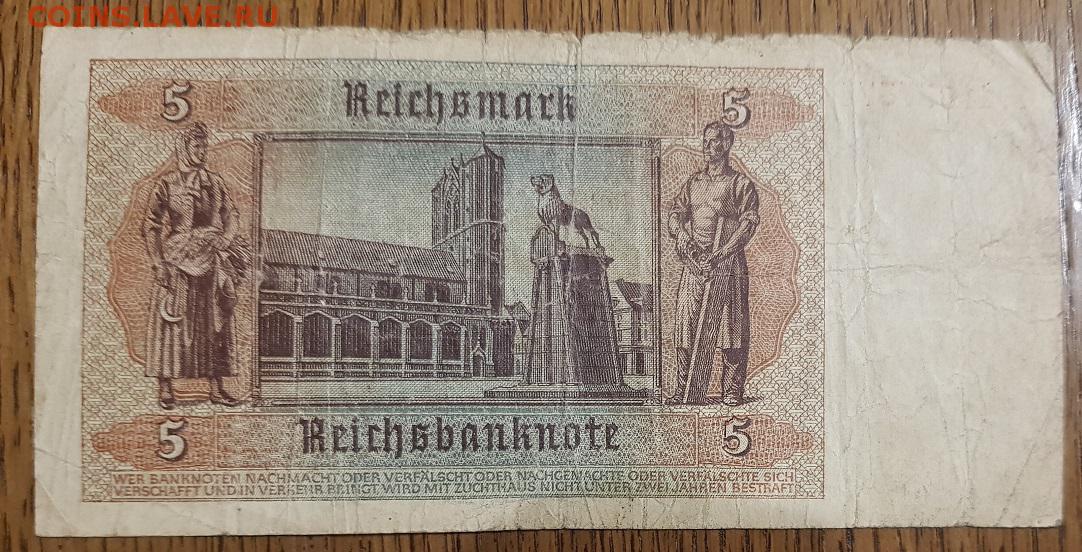 COINS.LAVE.RU
5 Reichsmark 5
5 Reichsbanknote 5
WER BANKNOTEN NACHMACHT ODER VERFÄLSCHT ODER NACHGEMACHTE ODER VERFÄLSCHTE SICH
VERSCHAFFT UND IN VERKEHR BRINGT, WIRD MIT ZUCHTHAUS NICHT UNTER ZWEI JAHREN BESTRAFT